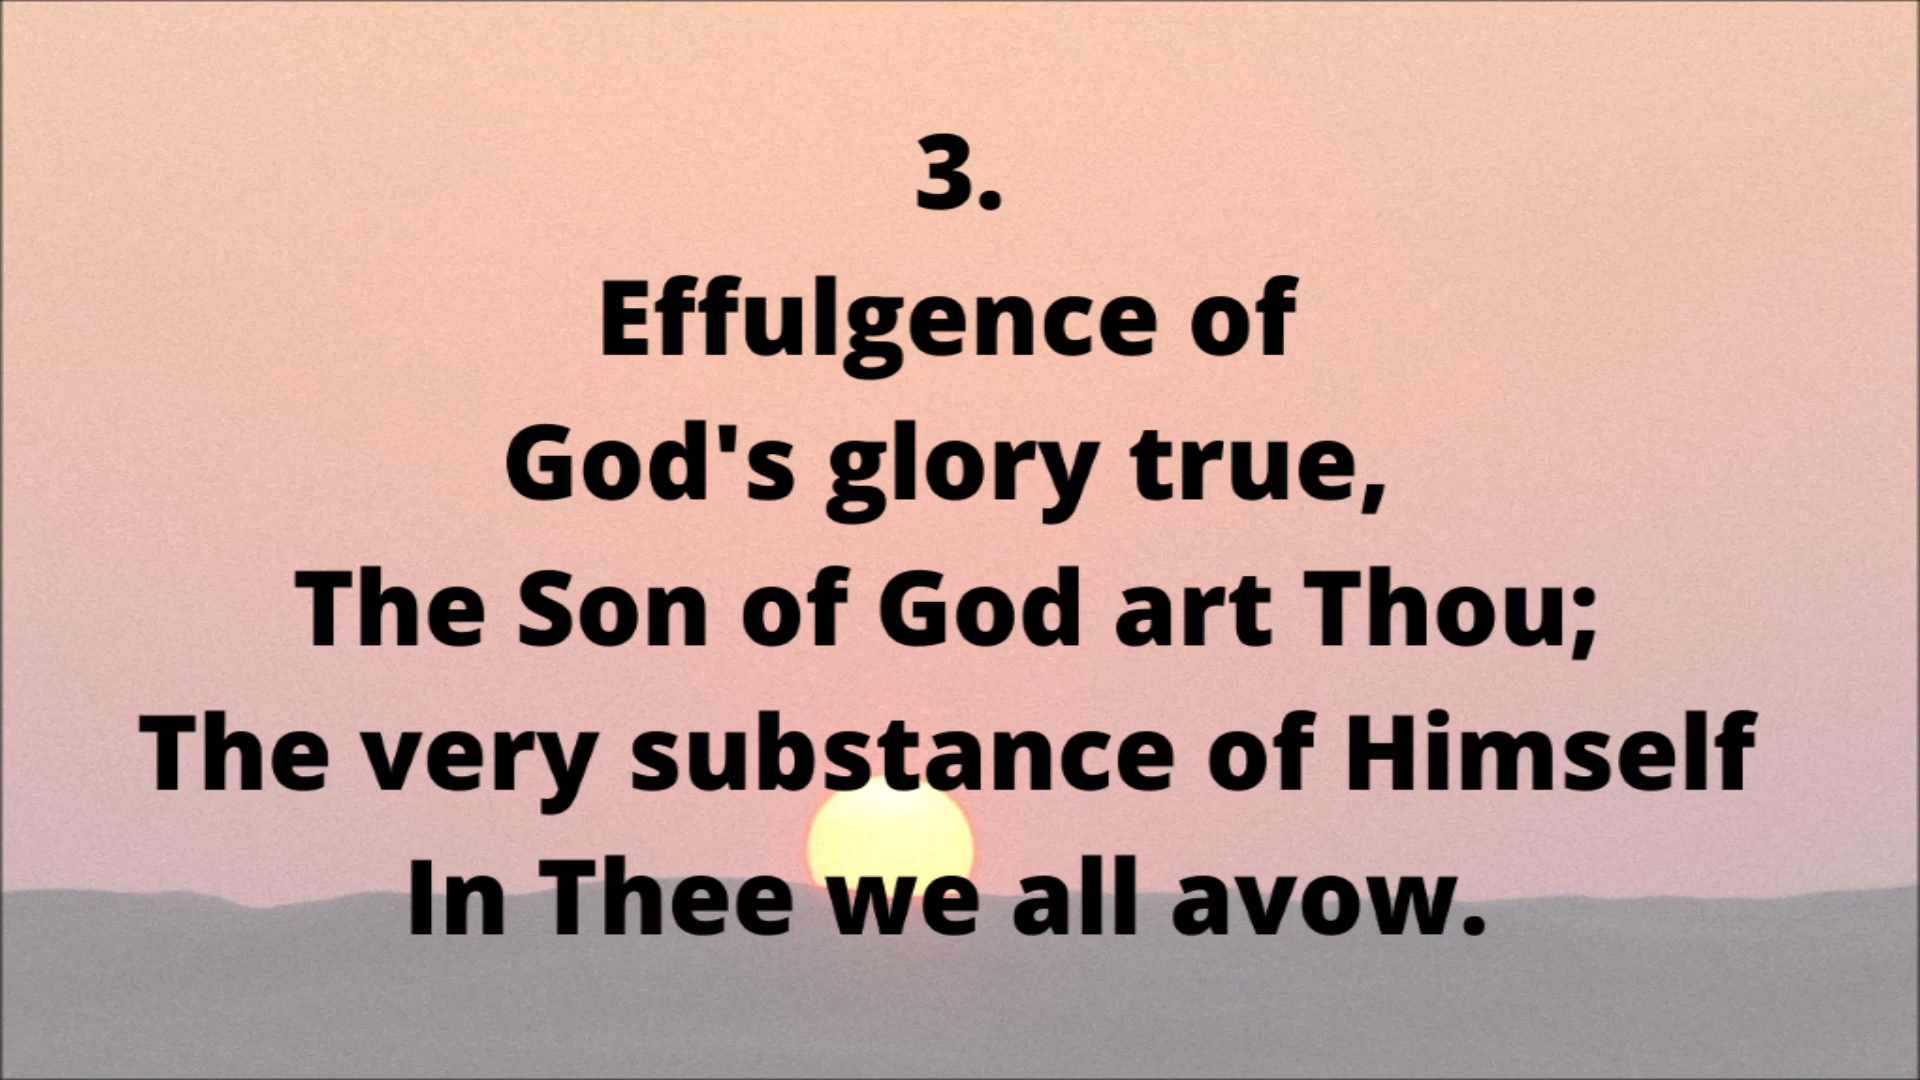 3.
Effulgence of
God's glory true,
The Son of God art Thou;
The very substance of Himself
In Thee we all avow.